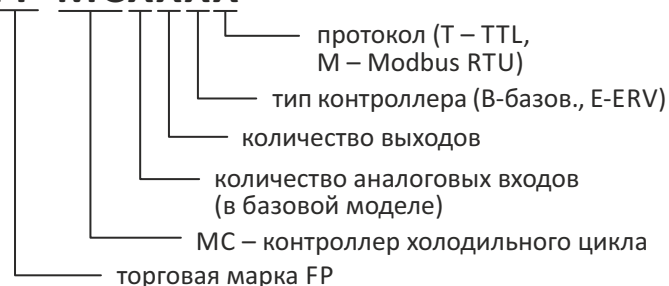 протокол (T – TTL,
M – Modbus RTU)
тип контроллера (B-базов., E-ERV)
количество выходов
количество аналоговых входов
(в базовой моделе)
MC – контроллер холодильного цикла
торговая марка FP